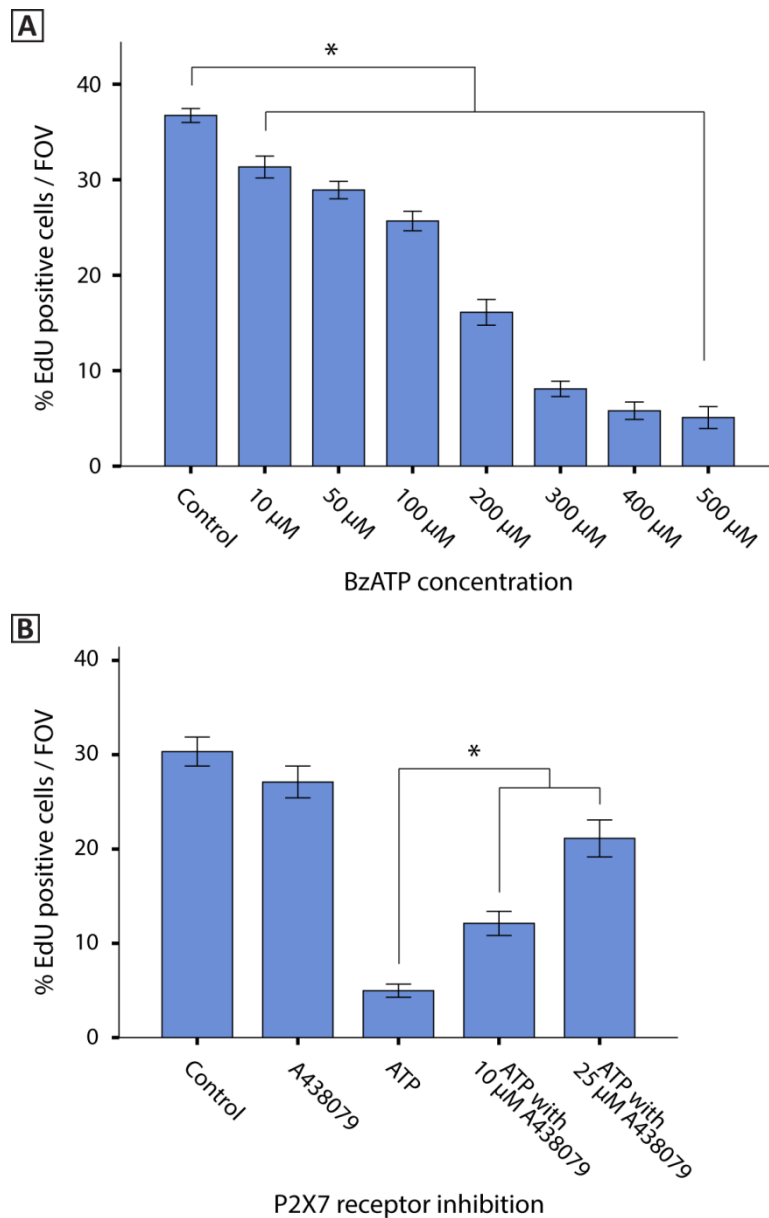 A
*
% EdU positive cells / FOV
40
30
20
10
0
Control
10 µM
50 µM
100 µM
200 µM
300 µM
400 µM
500 µM
BzATP concentration
B
*
% EdU positive cells / FOV
40
30
20
10
0
Control
A438079
ATP
ATP with
10 µM A438079
ATP with
25 µM A438079
P2X7 receptor inhibition